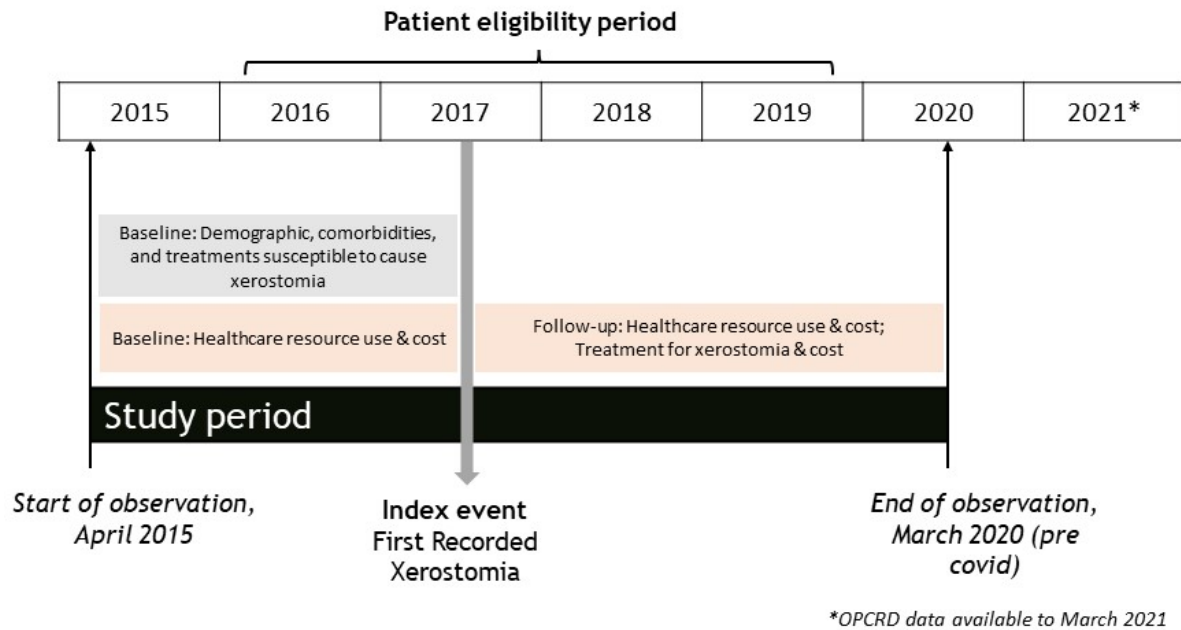 Patient eligibility period
2015 2016 2017 2018 2019 2020 2021*
Baseline: Demographic, comorbidities,
and treatments susceptible to cause
xerostomia
Baseline: Healthcare resource use & cost
Follow-up: Healthcare resource use & cost;
Treatment for xerostomia & cost
Study period
Start of observation,
April 2015
Index event
First Recorded
Xerostomia
End of observation,
March 2020 (pre
covid)
*OPCRD data available to March 2021